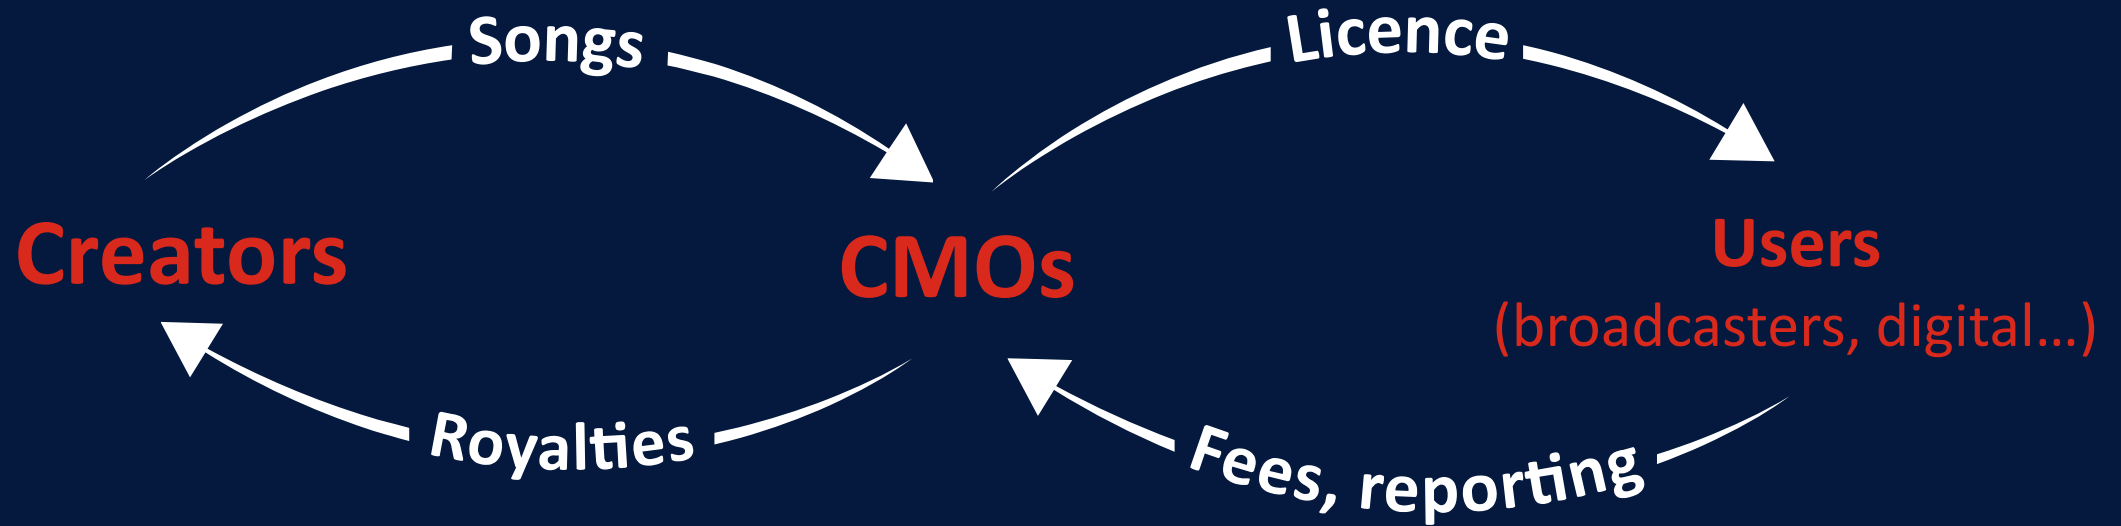 Songs
Licence
Creators
CMOs
Users
(broadcasters, digital...)
Royalties
Fees, reporting